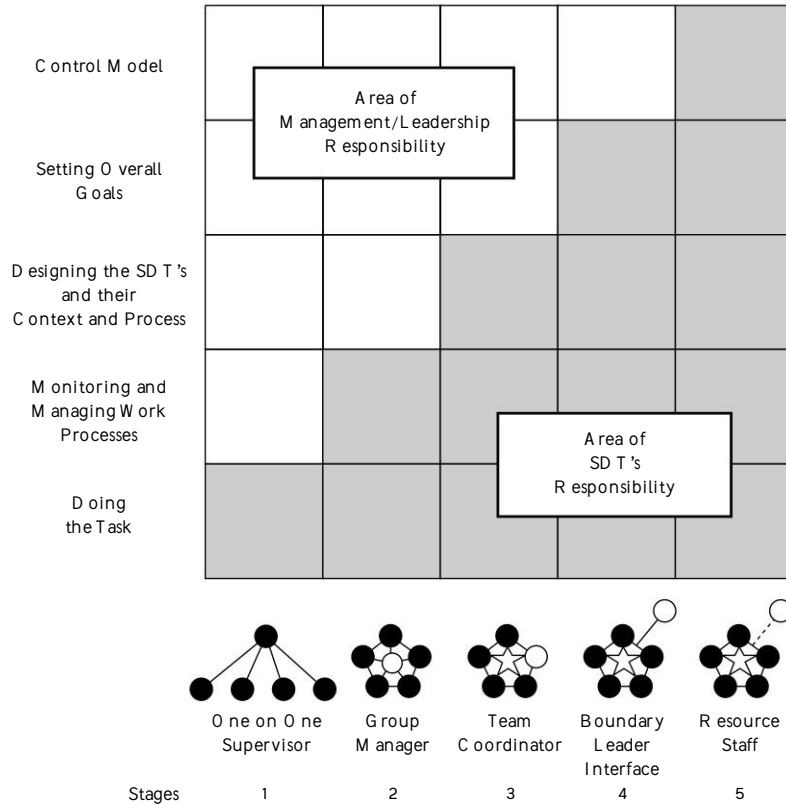 Control Model
Area of
Management/Leadership
Responsibility
Setting Overall
Goals
Designing the SDT's
and their
Context and Process
Monitoring and
Managing Work
Processes
Area of
SDT's
Responsibility
Doing
the Task
One on One
Supervisor
Group
Manager
Team
Coordinator
Boundary
Leader
Interface
Resource
Staff
Stages 1 2 3 4 5